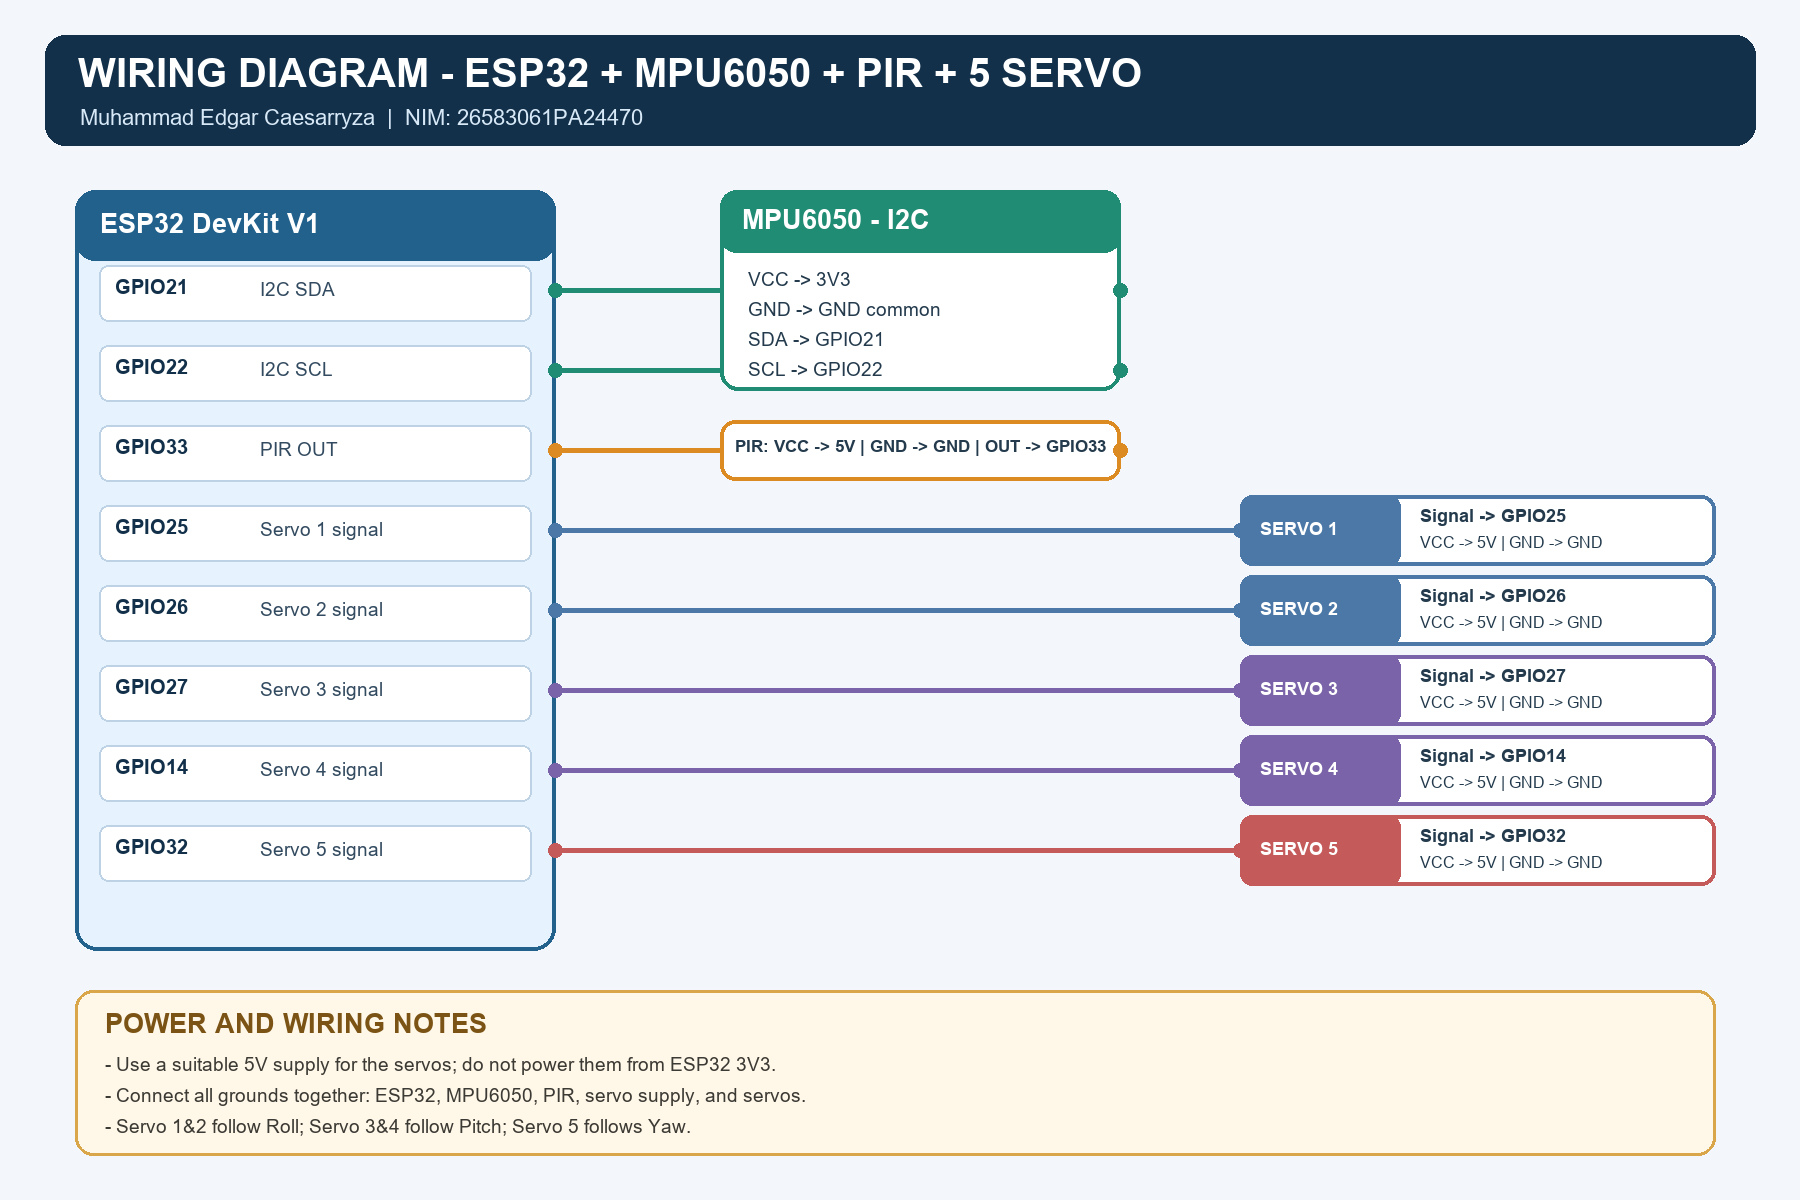 WIRING DIAGRAM - ESP32 + MPU6050 + PIR + 5 SERVO
Muhammad Edgar Caesarryza | NIM: 26583061PA24470
ESP32 DevKit V1
GPIO21 I2C SDA
GPIO22 I2C SCL
GPIO33 PIR OUT
GPIO25 Servo 1 signal
GPIO26 Servo 2 signal
GPIO27 Servo 3 signal
GPIO14 Servo 4 signal
GPIO32 Servo 5 signal
MPU6050 - I2C
VCC -> 3V3
GND -> GND common
SDA -> GPIO21
SCL -> GPIO22
PIR: VCC -> 5V | GND -> GND | OUT -> GPIO33
SERVO 1
Signal -> GPIO25
VCC -> 5V | GND -> GND
SERVO 2
Signal -> GPIO26
VCC -> 5V | GND -> GND
SERVO 3
Signal -> GPIO27
VCC -> 5V | GND -> GND
SERVO 4
Signal -> GPIO14
VCC -> 5V | GND -> GND
SERVO 5
Signal -> GPIO32
VCC -> 5V | GND -> GND
POWER AND WIRING NOTES
- Use a suitable 5V supply for the servos; do not power them from ESP32 3V3.
- Connect all grounds together: ESP32, MPU6050, PIR, servo supply, and servos.
- Servo 1&2 follow Roll; Servo 3&4 follow Pitch; Servo 5 follows Yaw.